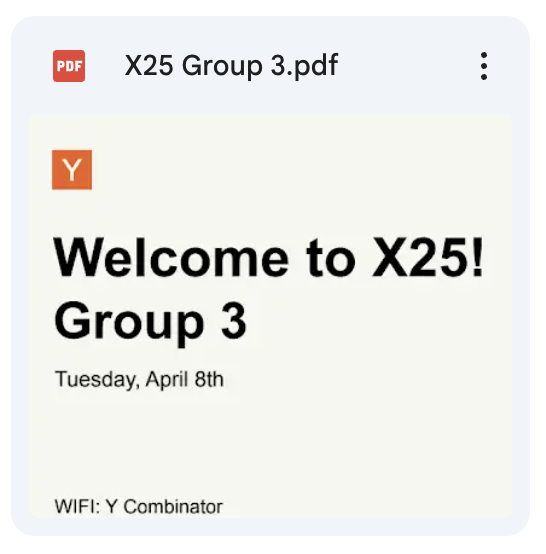 PDF X25 Group 3.pdf
Y
Welcome to X25!
Group 3
Tuesday, April 8th
WIFI: Y Combinator